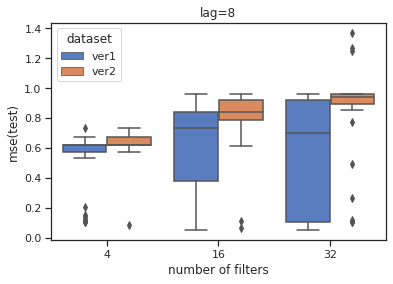 lag=8
mse(test)
1.4
1.2
1.0
0.8
0.6
0.4
0.2
0.0
dataset
ver1
ver2
4
16
32
number of filters